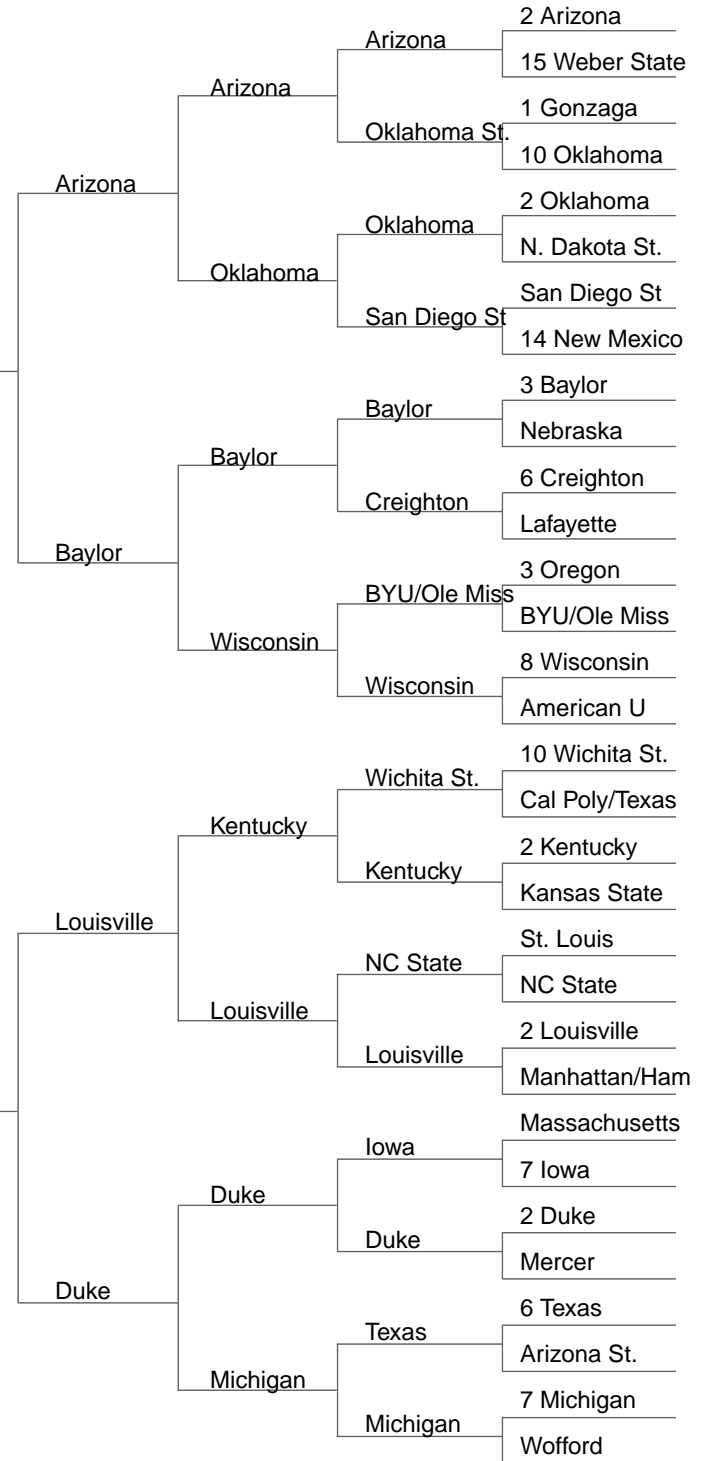 2 Arizona
Arizona
15 Weber State
Arizona
1 Gonzaga
Oklahoma St.
10 Oklahoma
Arizona
2 Oklahoma
Oklahoma
N. Dakota St.
Oklahoma
San Diego St
San Diego St
14 New Mexico
3 Baylor
Baylor
Nebraska
Baylor
6 Creighton
Creighton
Lafayette
Baylor
3 Oregon
BYU/Ole Miss
BYU/Ole Miss
Wisconsin
8 Wisconsin
Wisconsin
American U
10 Wichita St.
Wichita St.
Cal Poly/Texas
Kentucky
2 Kentucky
Kentucky
Kansas State
Louisville
St. Louis
NC State
NC State
Louisville
2 Louisville
Louisville
Manhattan/Ham
Massachusetts
Iowa
7 Iowa
Duke
2 Duke
Duke
Mercer
Duke
6 Texas
Texas
Arizona St.
Michigan
7 Michigan
Michigan
Wofford